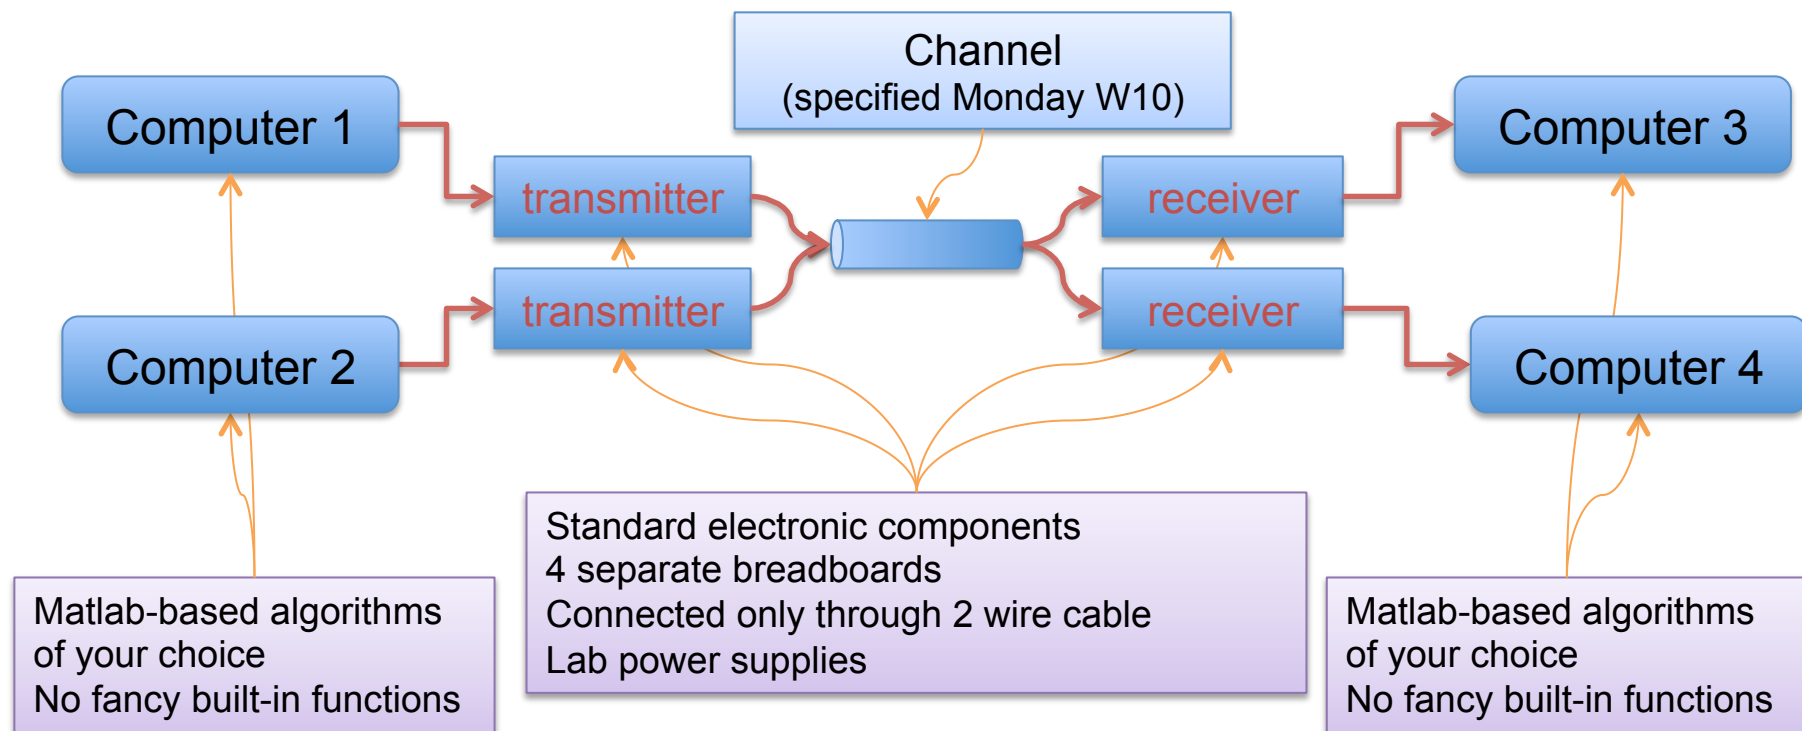 Channel
(specified Monday W10)
Computer 1
Computer 3
transmitter
receiver
transmitter
receiver
Computer 2
Computer 4
Standard electronic components
4 separate breadboards
Connected only through 2 wire cable
Lab power supplies
Matlab-based algorithms
of your choice
No fancy built-in functions
Matlab-based algorithms
of your choice
No fancy built-in functions